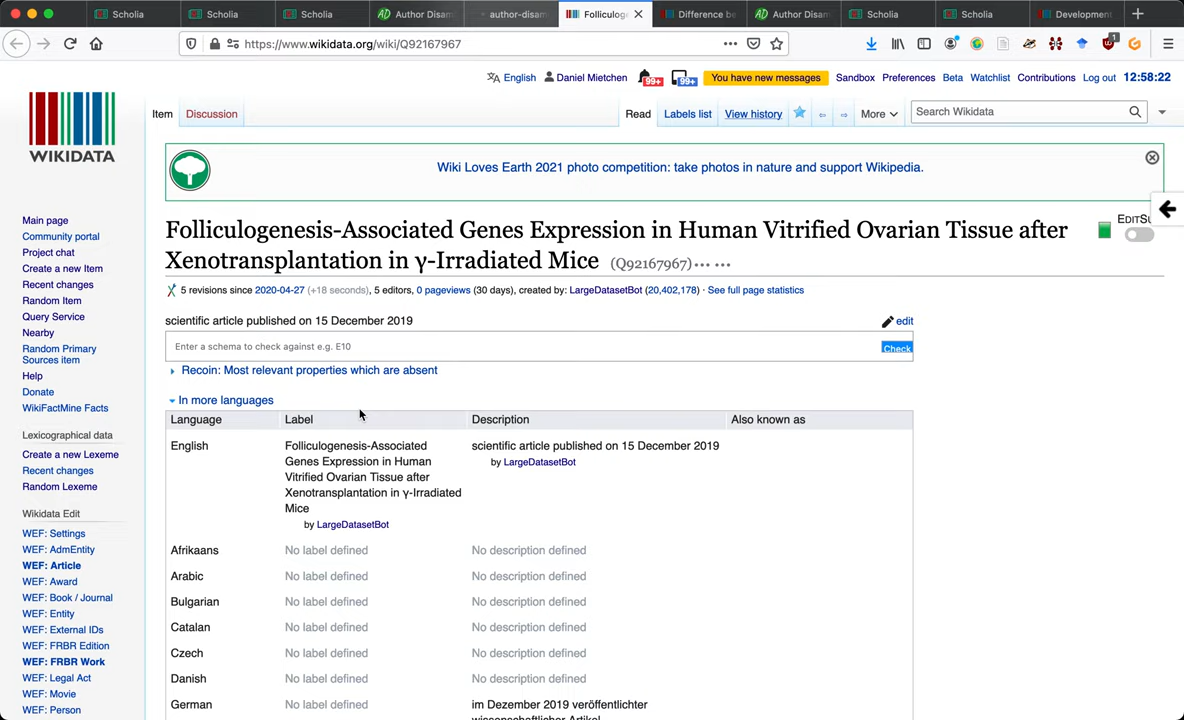 Scholia
Scholia
Scholia
Author Disam
author-disam
Folliculoge
Difference be
Author Disam
Scholia
Scholia
Development
https://www.wikidata.org/wiki/Q92167967
1
English
Daniel Mietchen
99+
99+
You have new messages
Sandbox
Preferences
Beta
Watchlist
Contributions
Log out
12:58:22
WIKIDATA
Item
Discussion
Read
Labels list
View history
More
Search Wikidata
Wiki Loves Earth 2021 photo competition: take photos in nature and support Wikipedia.
Folliculogenesis-Associated Genes Expression in Human Vitrified Ovarian Tissue after
Xenotransplantation in γ-Irradiated Mice (Q92167967)
5 revisions since 2020-04-27 (+18 seconds), 5 editors, 0 pageviews (30 days), created by: LargeDatasetBot (20,402,178) · See full page statistics
scientific article published on 15 December 2019
edit
Enter a schema to check against e.g. E10
Check
Recoin: Most relevant properties which are absent
In more languages
Language Label Description Also known as
English
Folliculogenesis-Associated
Genes Expression in Human
Vitrified Ovarian Tissue after
Xenotransplantation in γ-Irradiated
Mice
by LargeDatasetBot
scientific article published on 15 December 2019
by LargeDatasetBot
Afrikaans No label defined No description defined
Arabic No label defined No description defined
Bulgarian No label defined No description defined
Catalan No label defined No description defined
Czech No label defined No description defined
Danish No label defined No description defined
German No label defined im Dezember 2019 veröffentlichter
wissenschaftlicher Artikel
Main page
Community portal
Project chat
Create a new Item
Recent changes
Random Item
Query Service
Nearby
Random Primary
Sources item
Help
Donate
WikiFactMine Facts
Lexicographical data
Create a new Lexeme
Recent changes
Random Lexeme
Wikidata Edit
WEF: Settings
WEF: AdmEntity
WEF: Article
WEF: Award
WEF: Book / Journal
WEF: Entity
WEF: External IDs
WEF: FRBR Edition
WEF: FRBR Work
WEF: Legal Act
WEF: Movie
WEF: Person